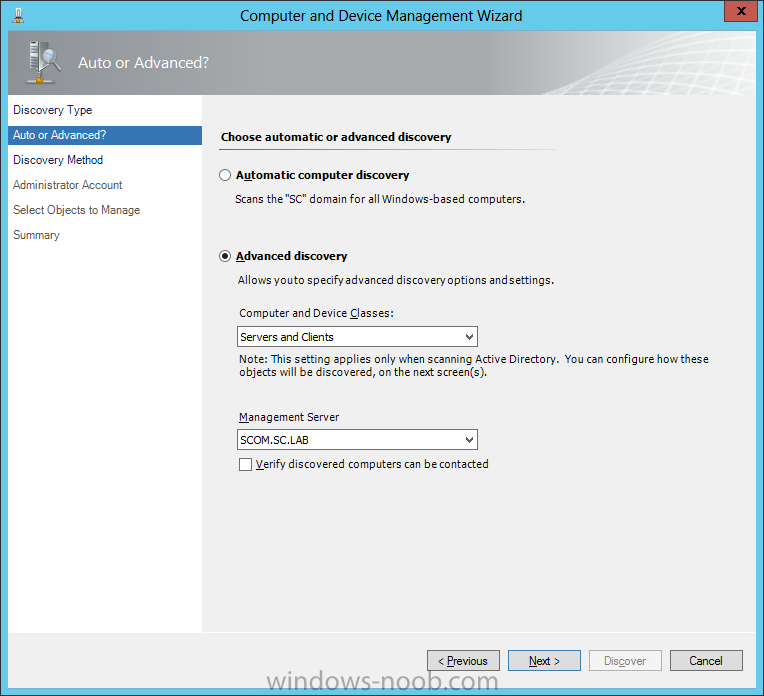 Computer and Device Management Wizard
X
Auto or Advanced?
Discovery Type
Auto or Advanced?
Discovery Method
Administrator Account
Select Objects to Manage
Summary
Choose automatic or advanced discovery
Automatic computer discovery
Scans the "SC" domain for all Windows-based computers.
Advanced discovery
Allows you to specify advanced discovery options and settings.
Computer and Device Classes:
Servers and Clients
Note: This setting applies only when scanning Active Directory. You can configure how these
objects will be discovered, on the next screen(s).
Management Server
SCOM.SC.LAB
Verify discovered computers can be contacted
< Previous
Next >
Discover
Cancel
windows-noob.com